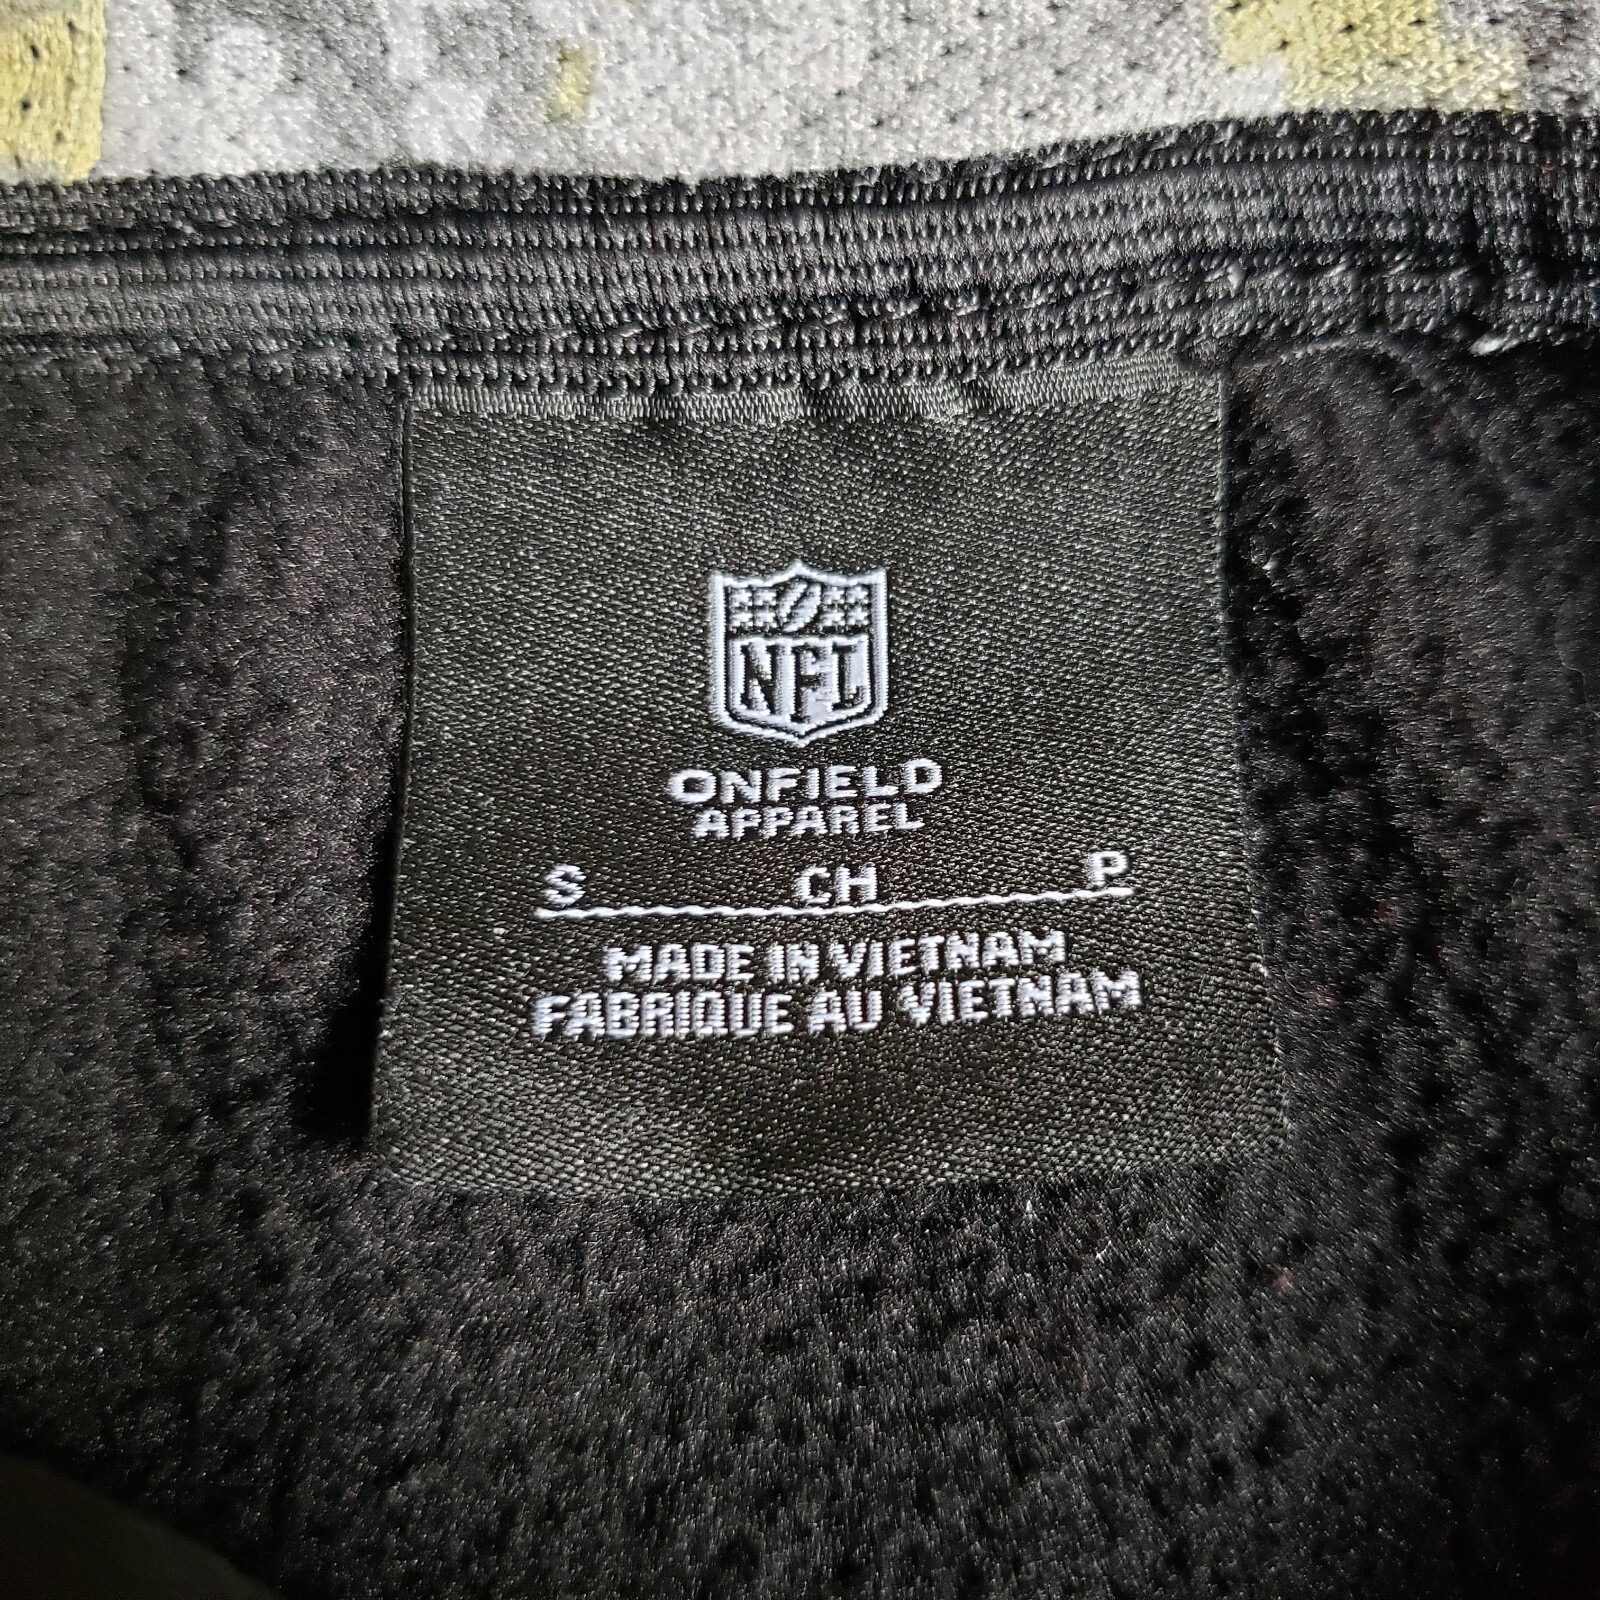 NFL
ONFIELD
APPAREL
S CH P
MADE IN VIETNAM
FABRIQUE AU VIETNAM